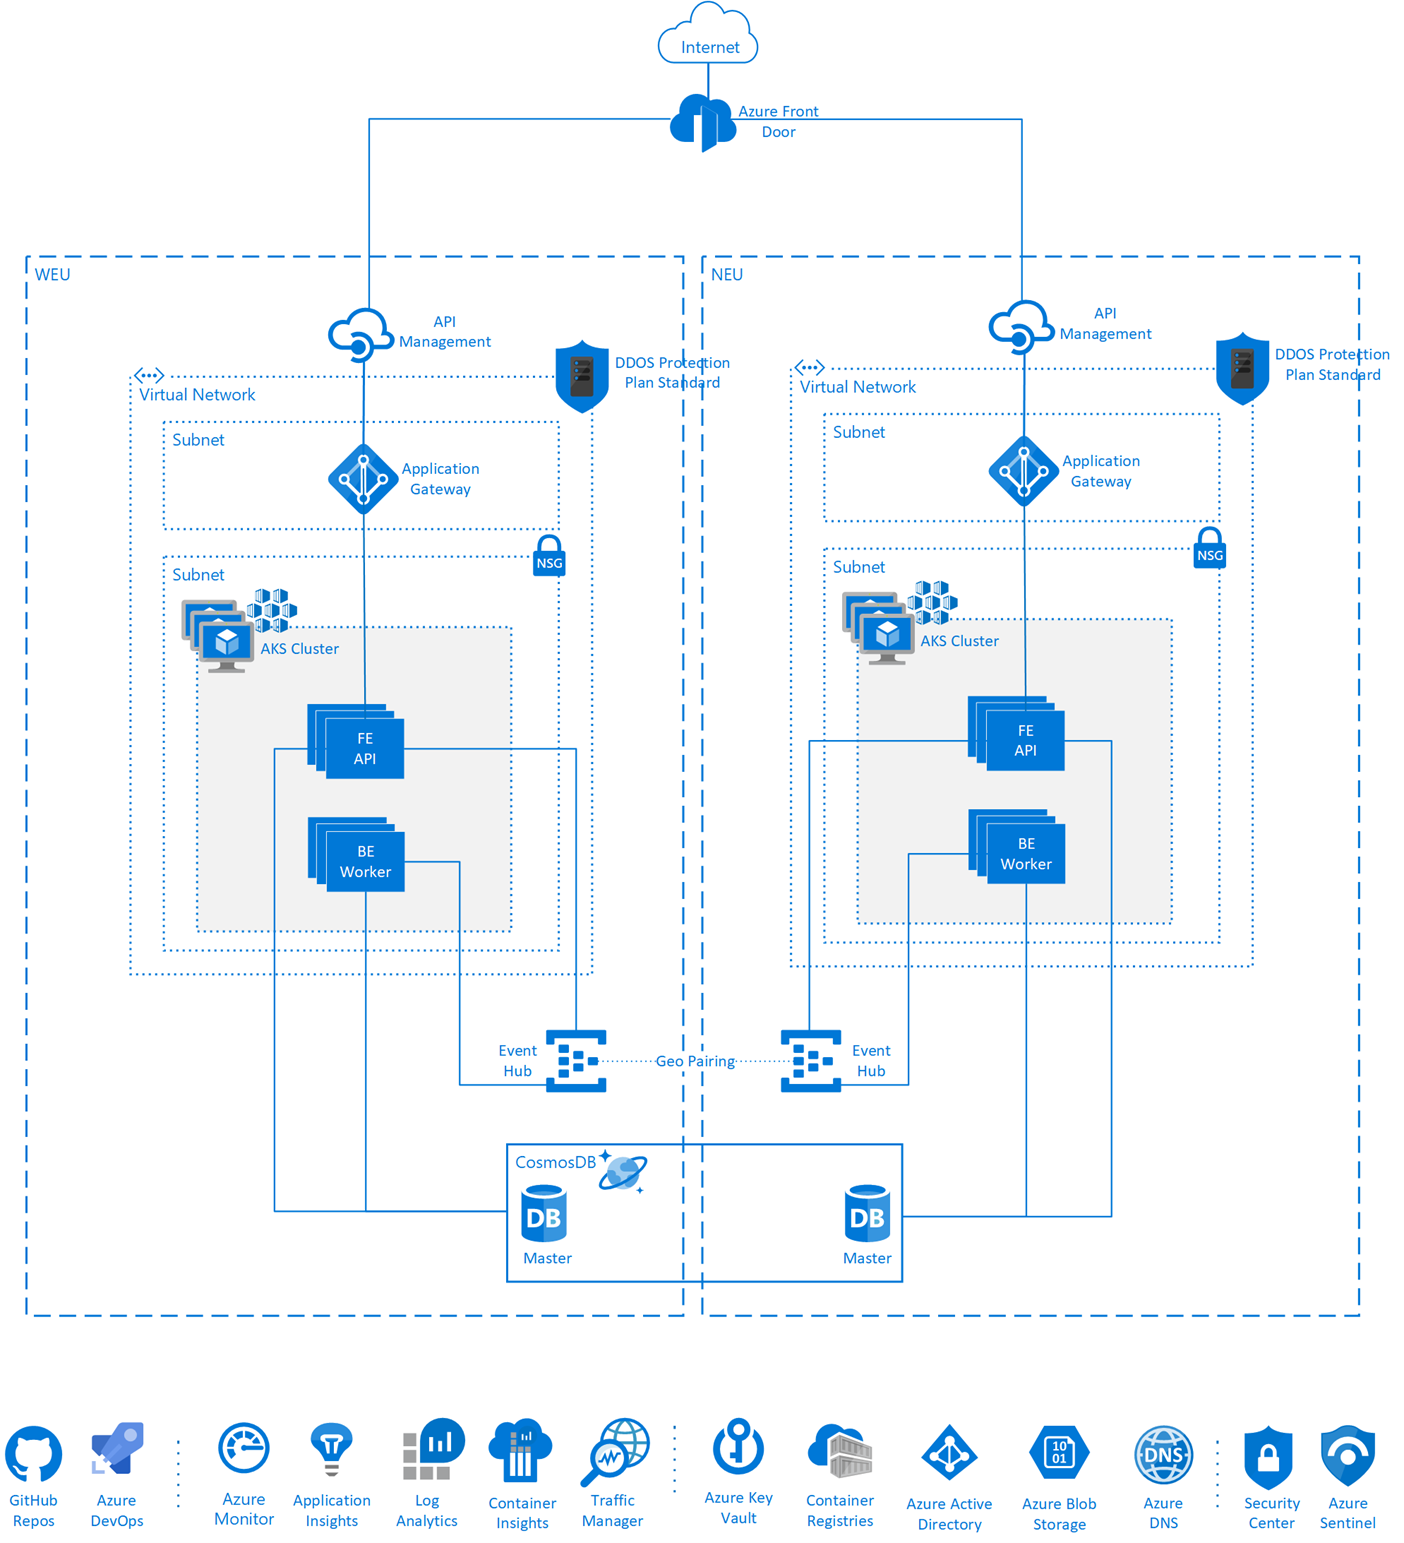 Internet
Azure Front
Door
WEU
NEU
API
Management
API
Management
DDOS Protection
Plan Standard
DDOS Protection
Plan Standard
Virtual Network
Virtual Network
Subnet
Subnet
Application
Gateway
Application
Gateway
NSG
NSG
Subnet
Subnet
AKS Cluster
AKS Cluster
FE
API
FE
API
BE
Worker
BE
Worker
Event
Hub
Geo Pairing
Event
Hub
CosmosDB
DB
Master
DB
Master
GitHub
Repos
Azure
DevOps
Azure
Monitor
Application
Insights
Log
Analytics
Container
Insights
Traffic
Manager
Azure Key
Vault
Container
Registries
Azure Active
Directory
10
01
Azure Blob
Storage
DNS
Azure
DNS
Security
Center
Azure
Sentinel